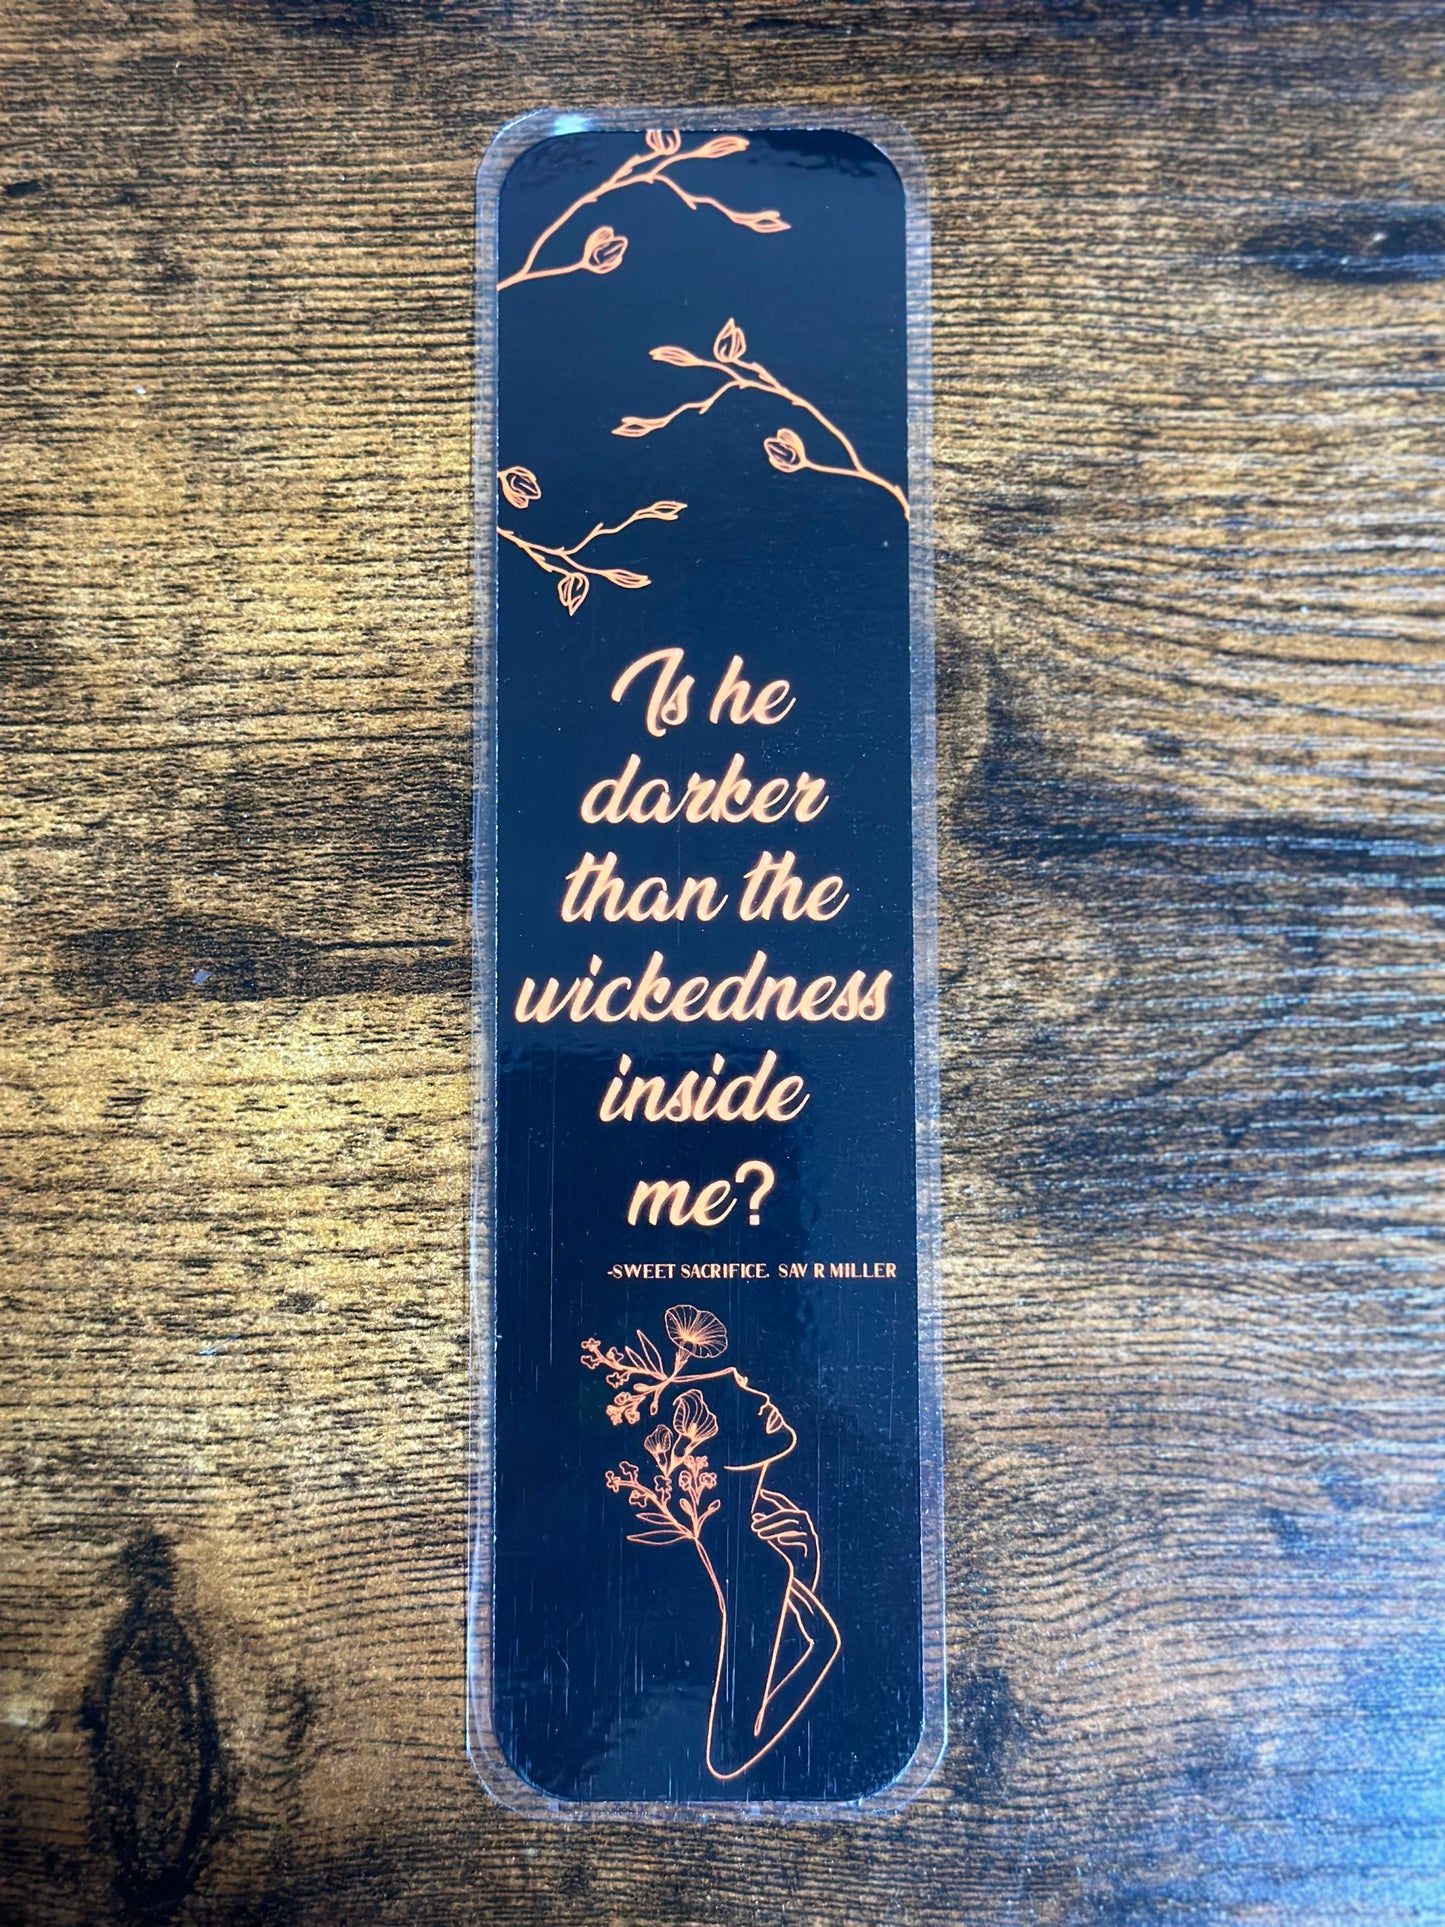 Is he
darker
than the
wickedness
inside
me?
-SWEET SACRIFICE. SAV R MILLER